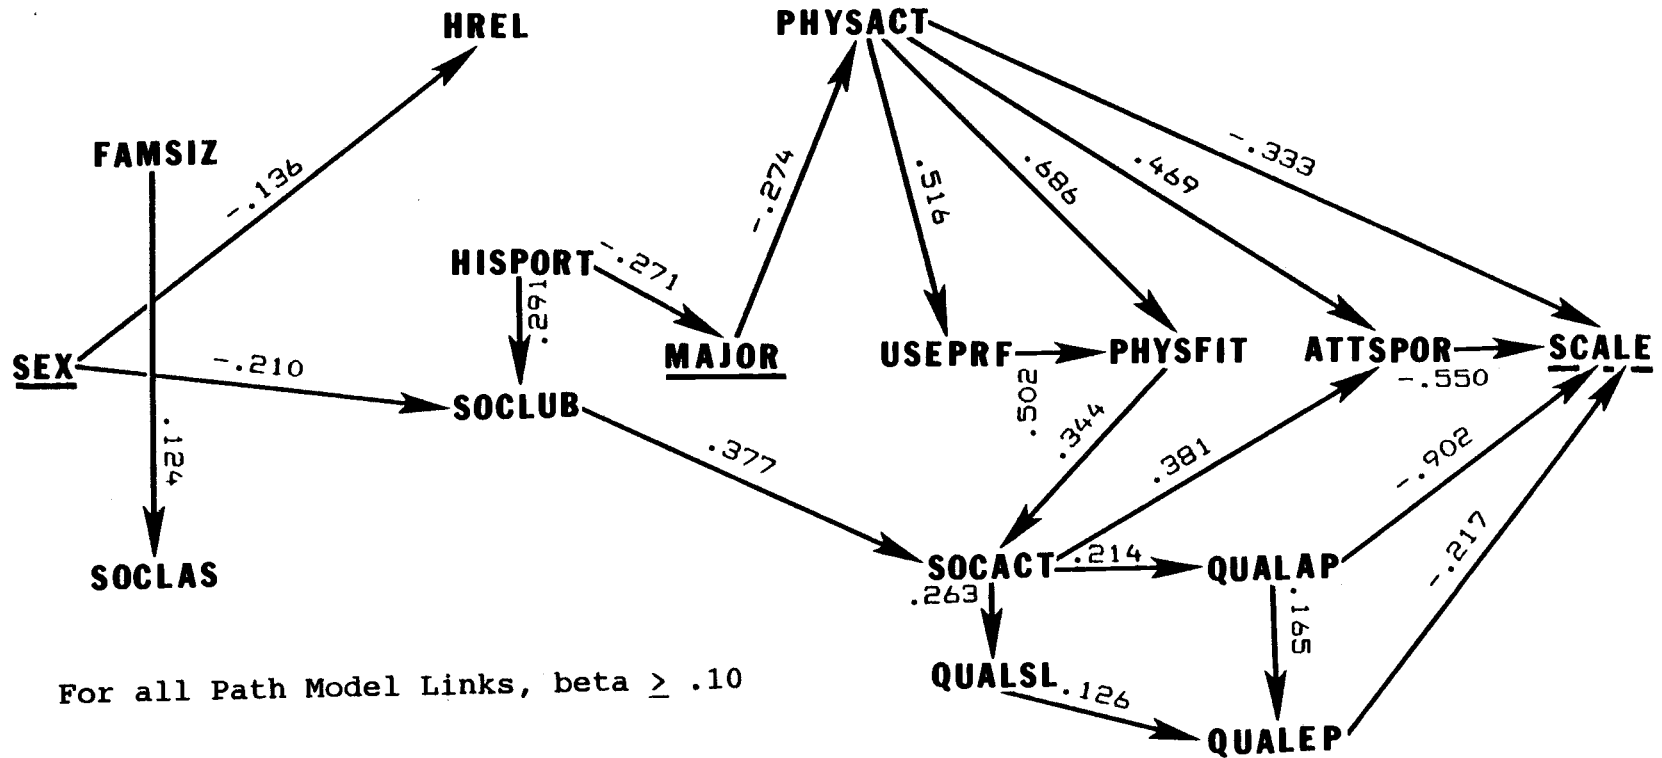 HREL
PHYSACT
FAMSIZ
-.136
-.274
.516
.686
.469
-.333
HISPORT
-.271
.291
SEX
-.210
MAJOR
USEPRF
PHYSFIT
ATTSPOR
SCALE
-.550
.502
SOCLUB
.124
.377
.344
.381
-.902
-.217
SOCLAS
SOCACT
.214
QUALAP
.263
.165
QUALSL
.126
QUALEP
For all Path Model Links, beta ≥ .10